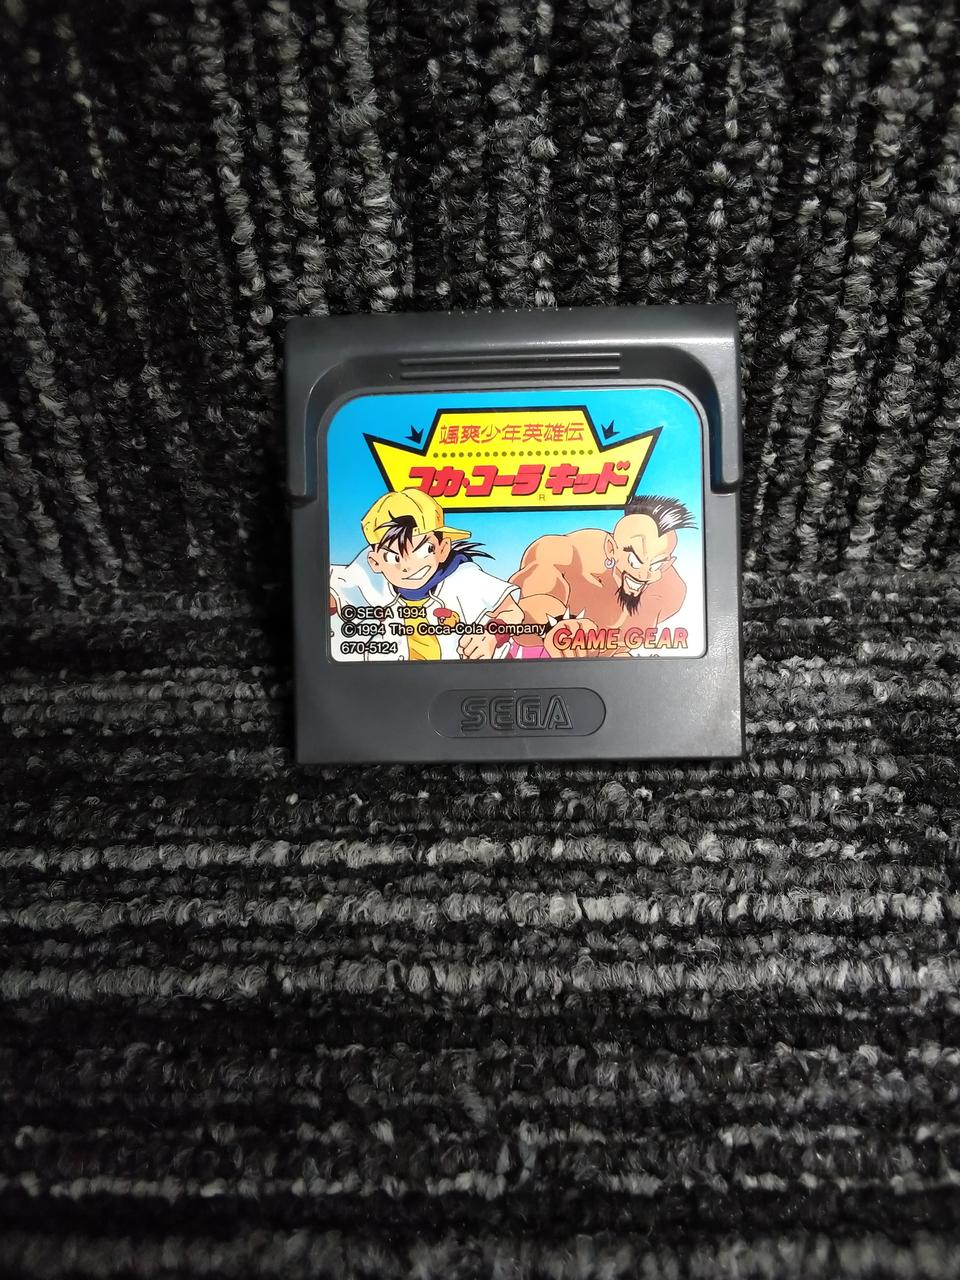 颯爽少年英雄伝
コカ・コーラ キッド
R
© SEGA 1994
© 1994 The Coca-Cola Company
670-5124
GAME GEAR
SEGA